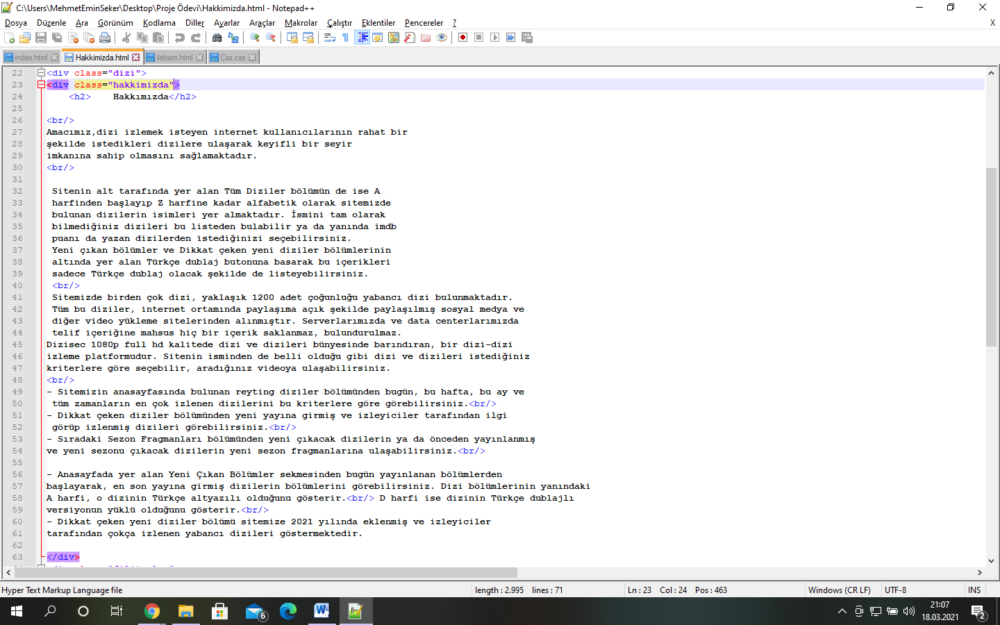 C:\Users\MehmetEminSeker\Desktop\Proje Ödevi\Hakkimizda.html - Notepad++
Dosya Düzenle Ara Görünüm Kodlama Diller Ayarlar Araçlar Makrolar Çalıştır Eklentiler Pencereler ? X
index.html Hakkimizda.html iletisim.html Css.css
22 <div class="dizi">
23 <div class="hakkimizda">
24 <h2> Hakkımızda</h2>
25
26 <br/>
27 Amacımız,dizi izlemek isteyen internet kullanıcılarının rahat bir
28 şekilde istedikleri dizilere ulaşarak keyifli bir seyir
29 imkanına sahip olmasını sağlamaktadır.
30 <br/>
31
32 Sitenin alt tarafında yer alan Tüm Diziler bölümün de ise A
33 harfinden başlayıp Z harfine kadar alfabetik olarak sitemizde
34 bulunan dizilerin isimleri yer almaktadır. İsmini tam olarak
35 bilmediğiniz dizileri bu listeden bulabilir ya da yanında imdb
36 puanı da yazan dizilerden istediğinizi seçebilirsiniz.
37 Yeni çıkan bölümler ve Dikkat çeken yeni diziler bölümlerinin
38 altında yer alan Türkçe dublaj butonuna basarak bu içerikleri
39 sadece Türkçe dublaj olacak şekilde de listeyebilirsiniz.
40 <br/>
41 Sitemizde birden çok dizi, yaklaşık 1200 adet çoğunluğu yabancı dizi bulunmaktadır.
42 Tüm bu diziler, internet ortamında paylaşıma açık şekilde paylaşılmış sosyal medya ve
43 diğer video yükleme sitelerinden alınmıştır. Serverlarımızda ve data centerlarımızda
44 telif içeriğine mahsus hiç bir içerik saklanmaz, bulundurulmaz.
45 Dizisec 1080p full hd kalitede dizi ve dizileri bünyesinde barındıran, bir dizi-dizi
46 izleme platformudur. Sitenin isminden de belli olduğu gibi dizi ve dizileri istediğiniz
47 kriterlere göre seçebilir, aradığınız videoya ulaşabilirsiniz.
48 <br/>
49 - Sitemizin anasayfasında bulunan reyting diziler bölümünden bugün, bu hafta, bu ay ve
50 tüm zamanların en çok izlenen dizilerini bu kriterlere göre görebilirsiniz.<br/>
51 - Dikkat çeken diziler bölümünden yeni yayına girmiş ve izleyiciler tarafından ilgi
52 görüp izlenmiş dizileri görebilirsiniz.<br/>
53 - Sıradaki Sezon Fragmanları bölümünden yeni çıkacak dizilerin ya da önceden yayınlanmış
54 ve yeni sezonu çıkacak dizilerin yeni sezon fragmanlarına ulaşabilirsiniz.<br/>
55
56 - Anasayfada yer alan Yeni Çıkan Bölümler sekmesinden bugün yayınlanan bölümlerden
57 başlayarak, en son yayına girmiş dizilerin bölümlerini görebilirsiniz. Dizi bölümlerinin yanındaki
58 A harfi, o dizinin Türkçe altyazılı olduğunu gösterir.<br/> D harfi ise dizinin Türkçe dublajlı
59 versiyonun yüklü olduğunu gösterir.<br/>
60 - Dikkat çeken yeni diziler bölümü sitemize 2021 yılında eklenmiş ve izleyiciler
61 tarafından çokça izlenen yabancı dizileri göstermektedir.
62
63 </div>
Hyper Text Markup Language file length : 2.995 lines : 71 Ln : 23 Col : 24 Pos : 463 Windows (CR LF) UTF-8 INS
6 21:07
18.03.2021 2